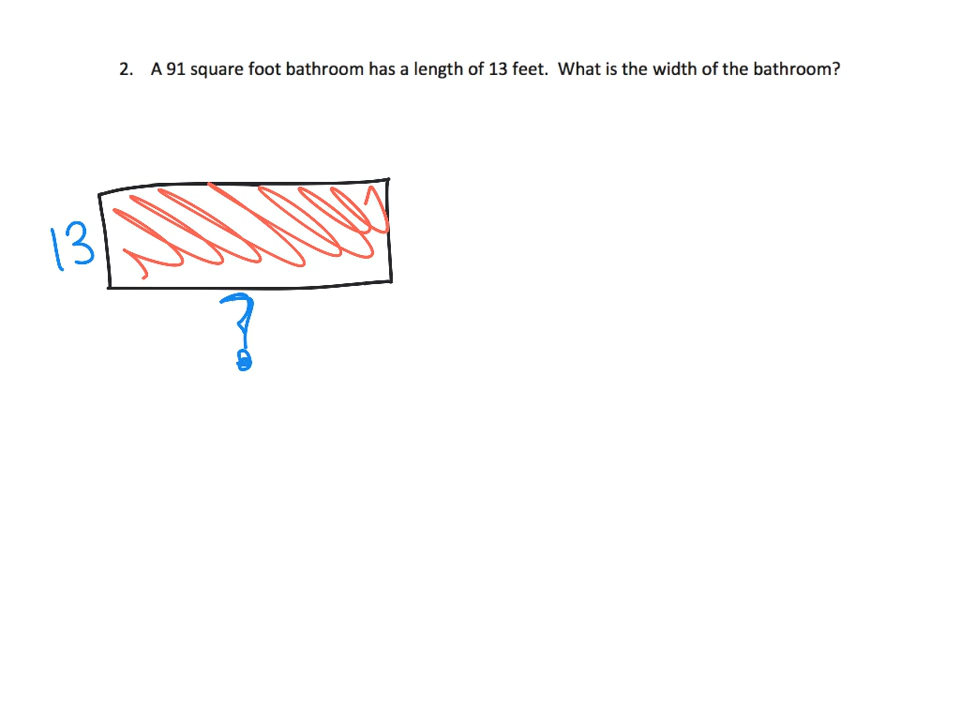 2. A 91 square foot bathroom has a length of 13 feet. What is the width of the bathroom?
13
?